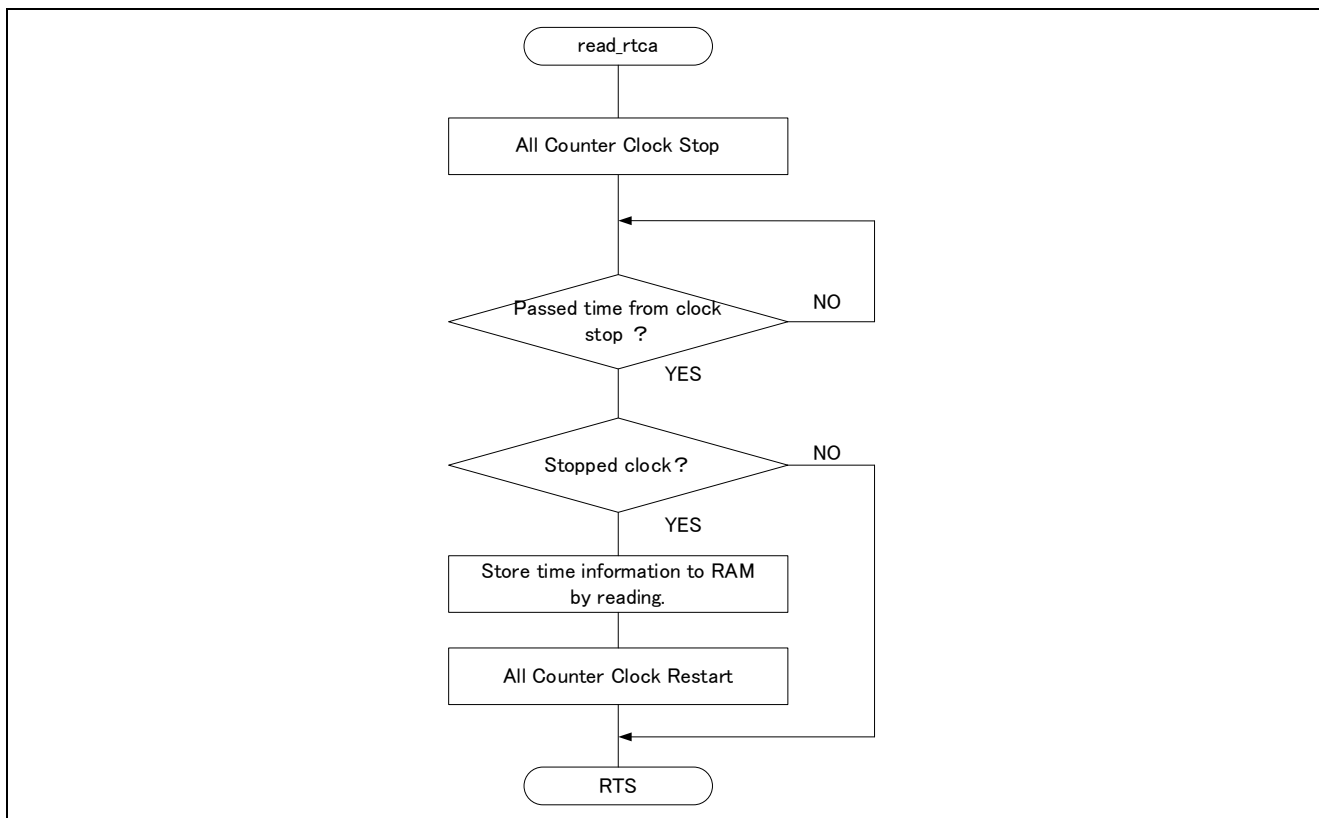 read_rtca
All Counter Clock Stop
Passed time from clock
stop ？
NO
YES
Stopped clock？
NO
YES
Store time information to RAM
by reading.
All Counter Clock Restart
RTS